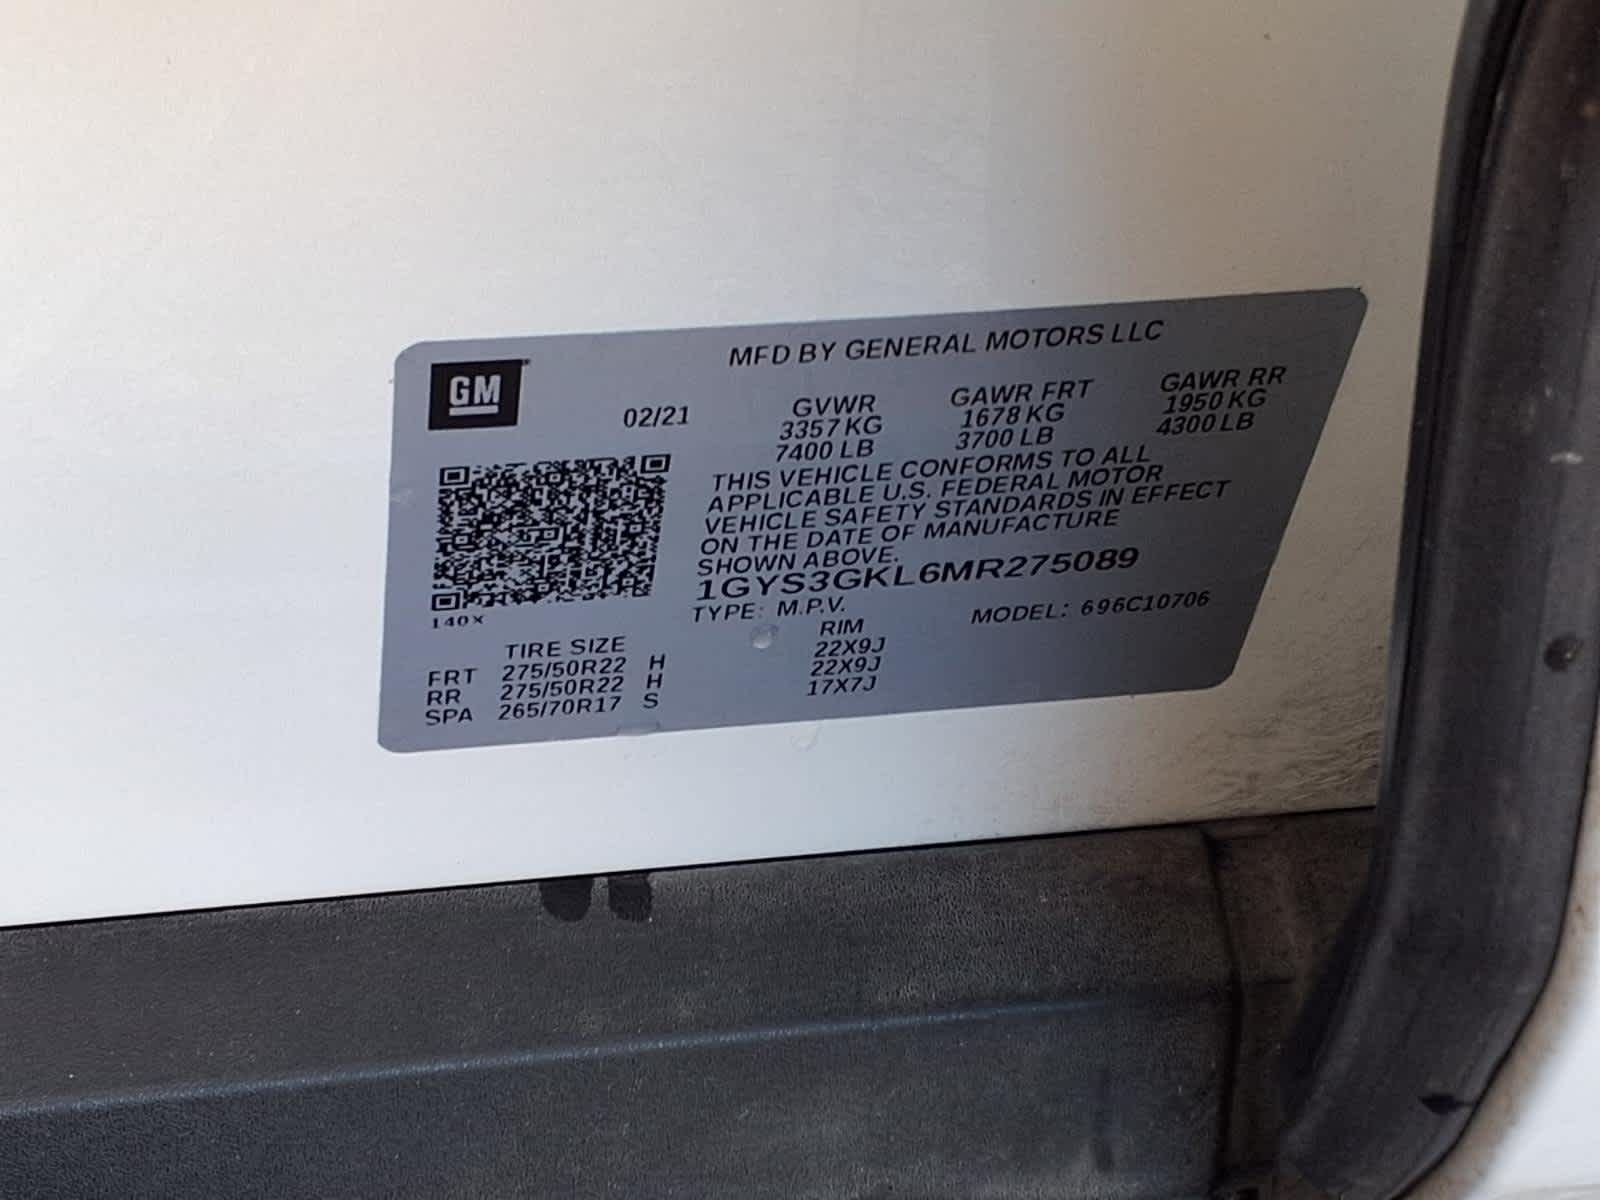 MFD BY GENERAL MOTORS LLC
GM
02/21
GVWR
3357 KG
7400 LB
GAWR FRT
1678 KG
3700 LB
GAWR RR
1950 KG
4300 LB
THIS VEHICLE CONFORMS TO ALL
APPLICABLE U.S. FEDERAL MOTOR
VEHICLE SAFETY STANDARDS IN EFFECT
ON THE DATE OF MANUFACTURE
SHOWN ABOVE.
1GYS3GKL6MR275089
TYPE: M.P.V.
MODEL: 696C10706
140X
TIRE SIZE RIM
FRT 275/50R22 H 22X9J
RR 275/50R22 H 22X9J
SPA 265/70R17 S 17X7J